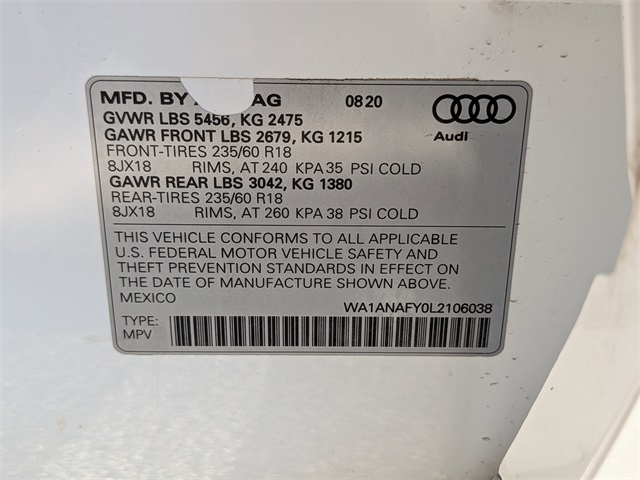 MFD. BY A AG 08 20
Audi
GVWR LBS 5456, KG 2475
GAWR FRONT LBS 2679, KG 1215
FRONT-TIRES 235/60 R18
8JX18 RIMS, AT 240 KPA 35 PSI COLD
GAWR REAR LBS 3042, KG 1380
REAR-TIRES 235/60 R18
8JX18 RIMS, AT 260 KPA 38 PSI COLD
THIS VEHICLE CONFORMS TO ALL APPLICABLE
U.S. FEDERAL MOTOR VEHICLE SAFETY AND
THEFT PREVENTION STANDARDS IN EFFECT ON
THE DATE OF MANUFACTURE SHOWN ABOVE.
MEXICO WA1ANAFY0L2106038
TYPE:
MPV